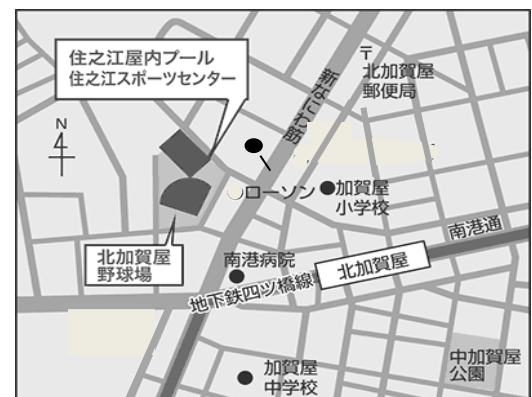 住之江屋内プール
住之江スポーツセンター
〒
北加賀屋
郵便局
新なにわ筋
N
ローソン
加賀屋
小学校
北加賀屋
野球場
南港病院
北加賀屋
南港通
地下鉄四ツ橋線
中加賀屋
公園
加賀屋
中学校